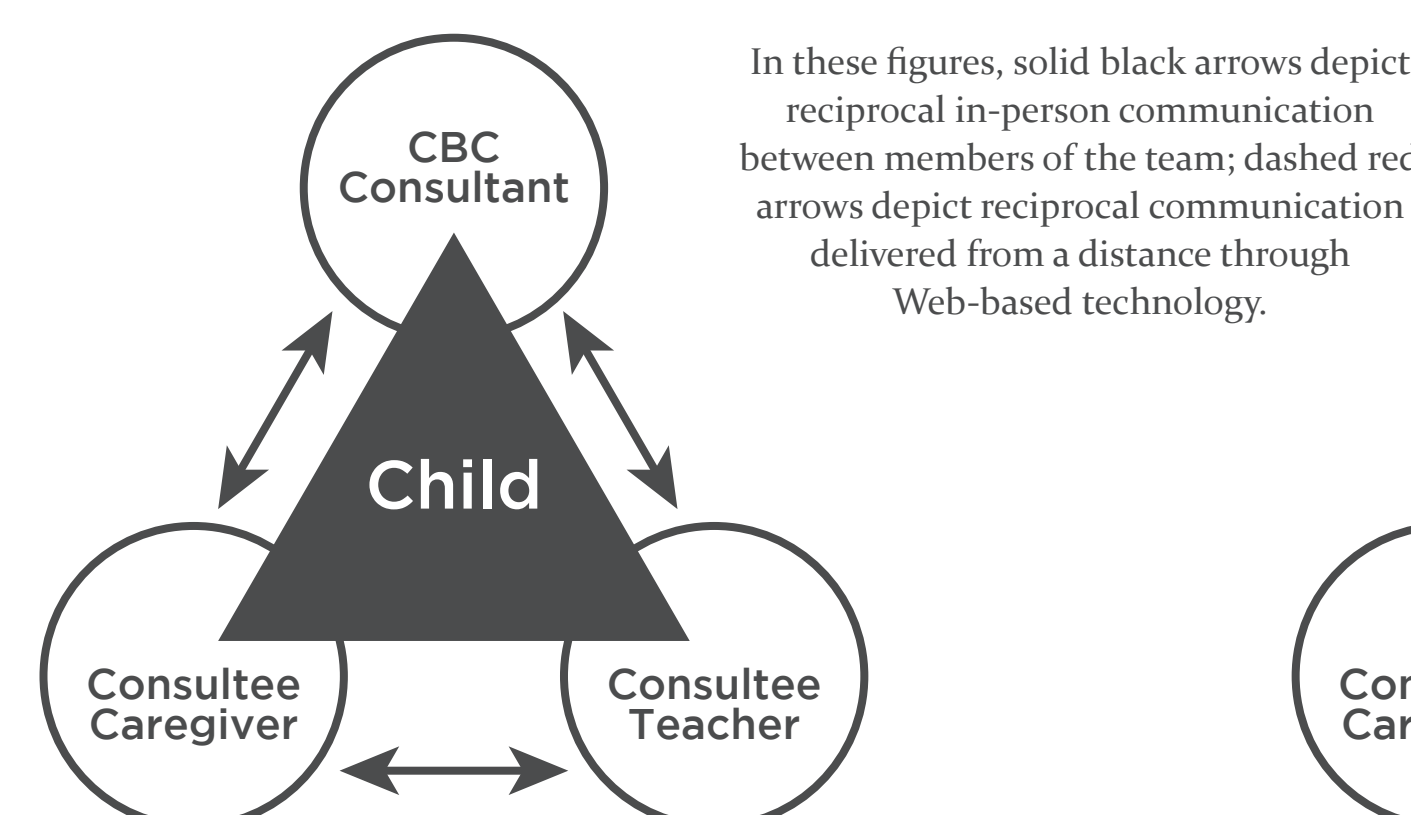 CBC
Consultant
Child
Consultee
Caregiver
Consultee
Teacher
In these figures, solid black arrows depict
reciprocal in-person communication
between members of the team; dashed
arrows depict reciprocal communication
delivered from a distance through
Web-based technology.